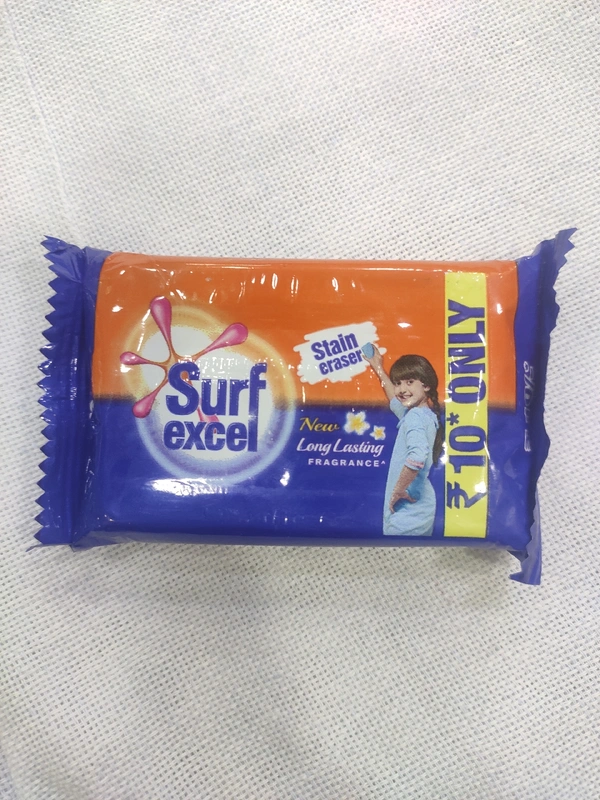 Surf
excel
Stain
eraser
New
Long Lasting
FRAGRANCE^
₹ 10* ONLY